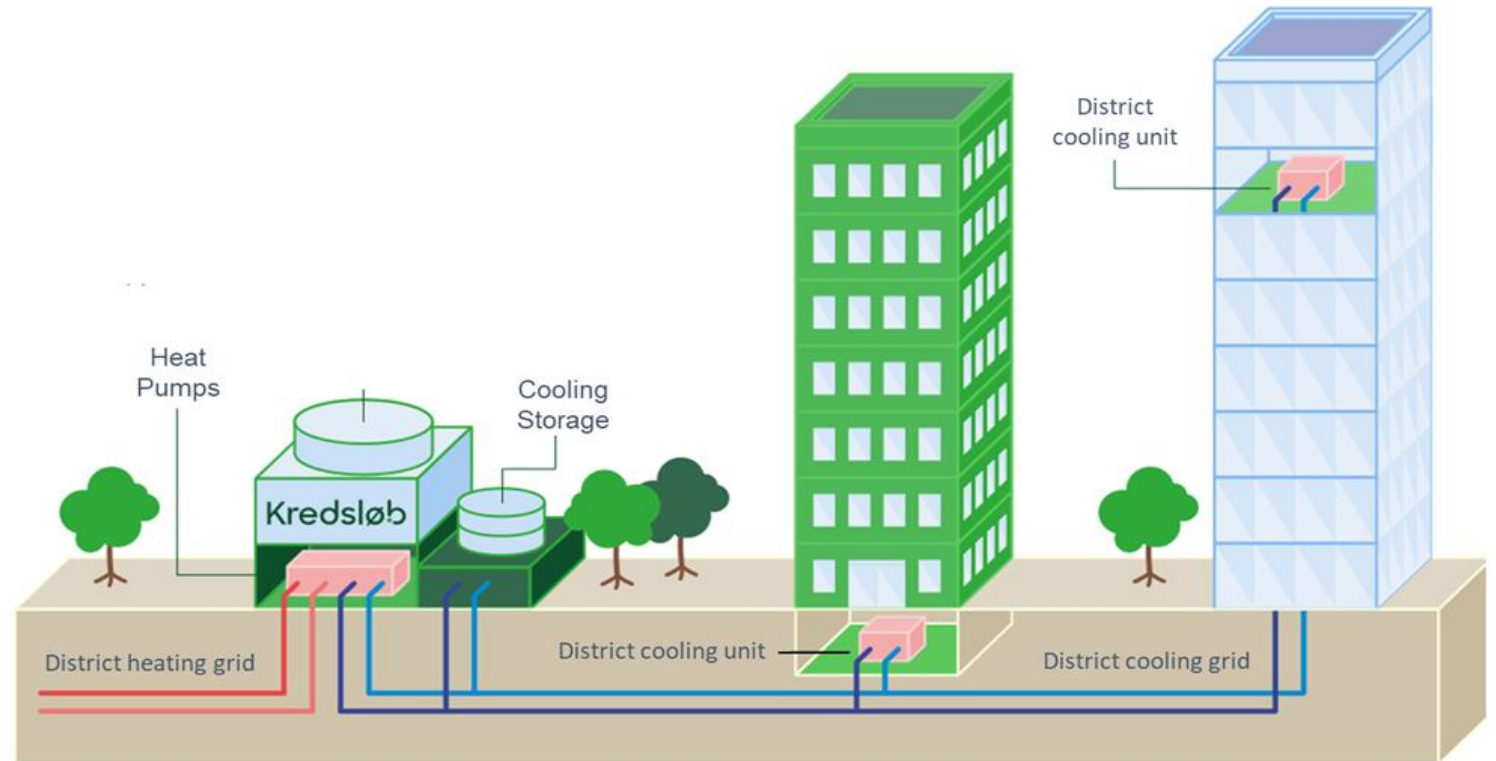 District
cooling unit
Heat
Pumps
Cooling
Storage
Kredsløb
District heating grid
District cooling unit
District cooling grid